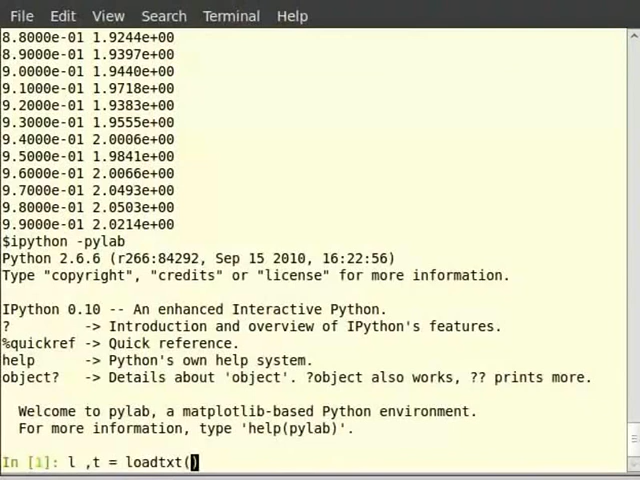 File Edit View Search Terminal Help
8.8000e-01 1.9244e+00
8.9000e-01 1.9397e+00
9.0000e-01 1.9440e+00
9.1000e-01 1.9718e+00
9.2000e-01 1.9383e+00
9.3000e-01 1.9555e+00
9.4000e-01 2.0006e+00
9.5000e-01 1.9841e+00
9.6000e-01 2.0066e+00
9.7000e-01 2.0493e+00
9.8000e-01 2.0503e+00
9.9000e-01 2.0214e+00
$ipython -pylab
Python 2.6.6 (r266:84292, Sep 15 2010, 16:22:56)
Type "copyright", "credits" or "license" for more information.
IPython 0.10 -- An enhanced Interactive Python.
? -> Introduction and overview of IPython's features.
%quickref -> Quick reference.
help -> Python's own help system.
object? -> Details about 'object'. ?object also works, ?? prints more.
Welcome to pylab, a matplotlib-based Python environment.
For more information, type 'help(pylab)'.
In [1]: l ,t = loadtxt()